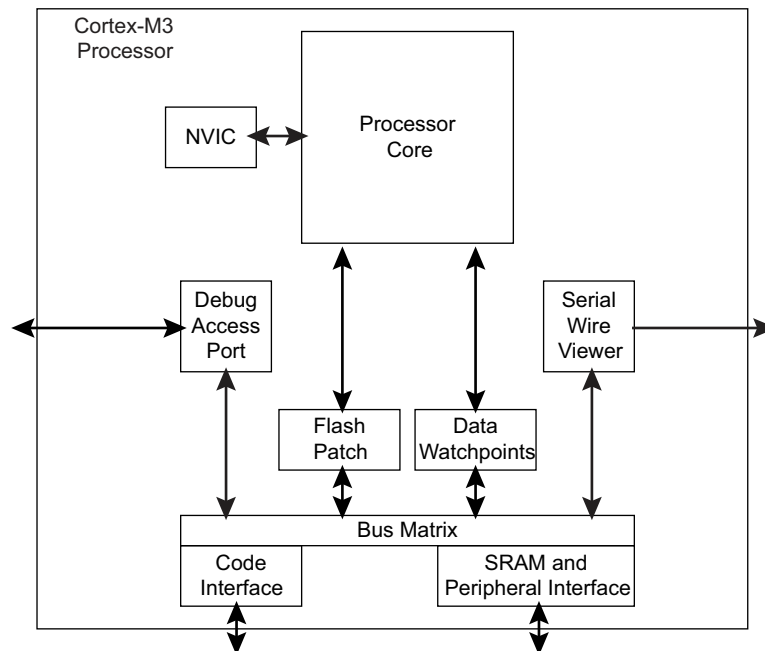 Cortex-M3
Processor
NVIC
Processor
Core
Debug
Access
Port
Serial
Wire
Viewer
Flash
Patch
Data
Watchpoints
Bus Matrix
Code
Interface
SRAM and
Peripheral Interface